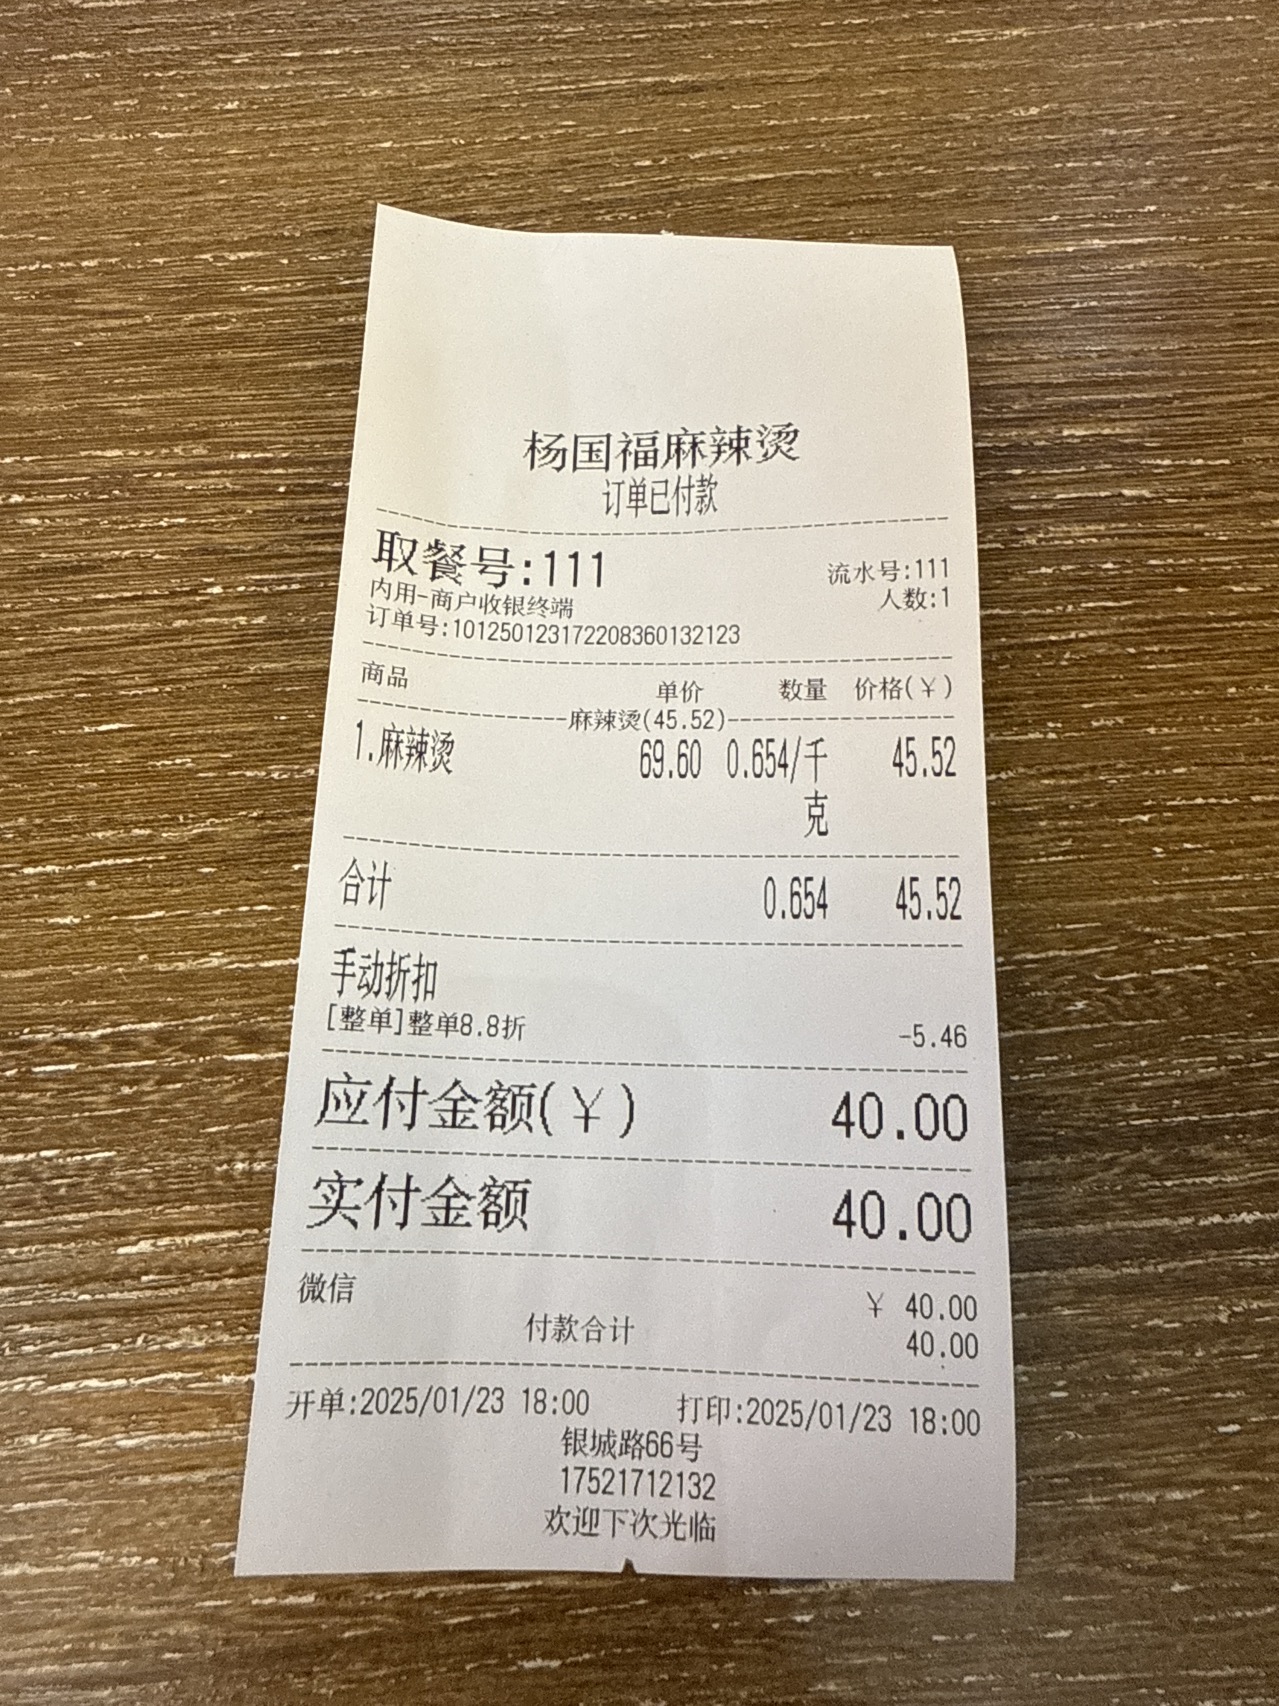 杨国福麻辣烫
订单已付款
取餐号:111 流水号:111
内用-商户收银终端 人数:1
订单号:101250123172208360132123
商品 单价 数量 价格(¥)
麻辣烫(45.52)
1.麻辣烫 69.60 0.654/千克 45.52
合计 0.654 45.52
手动折扣
[整单]整单8.8折 -5.46
应付金额(¥) 40.00
实付金额 40.00
微信 ¥ 40.00
付款合计 40.00
开单:2025/01/23 18:00 打印:2025/01/23 18:00
银城路66号
17521712132
欢迎下次光临